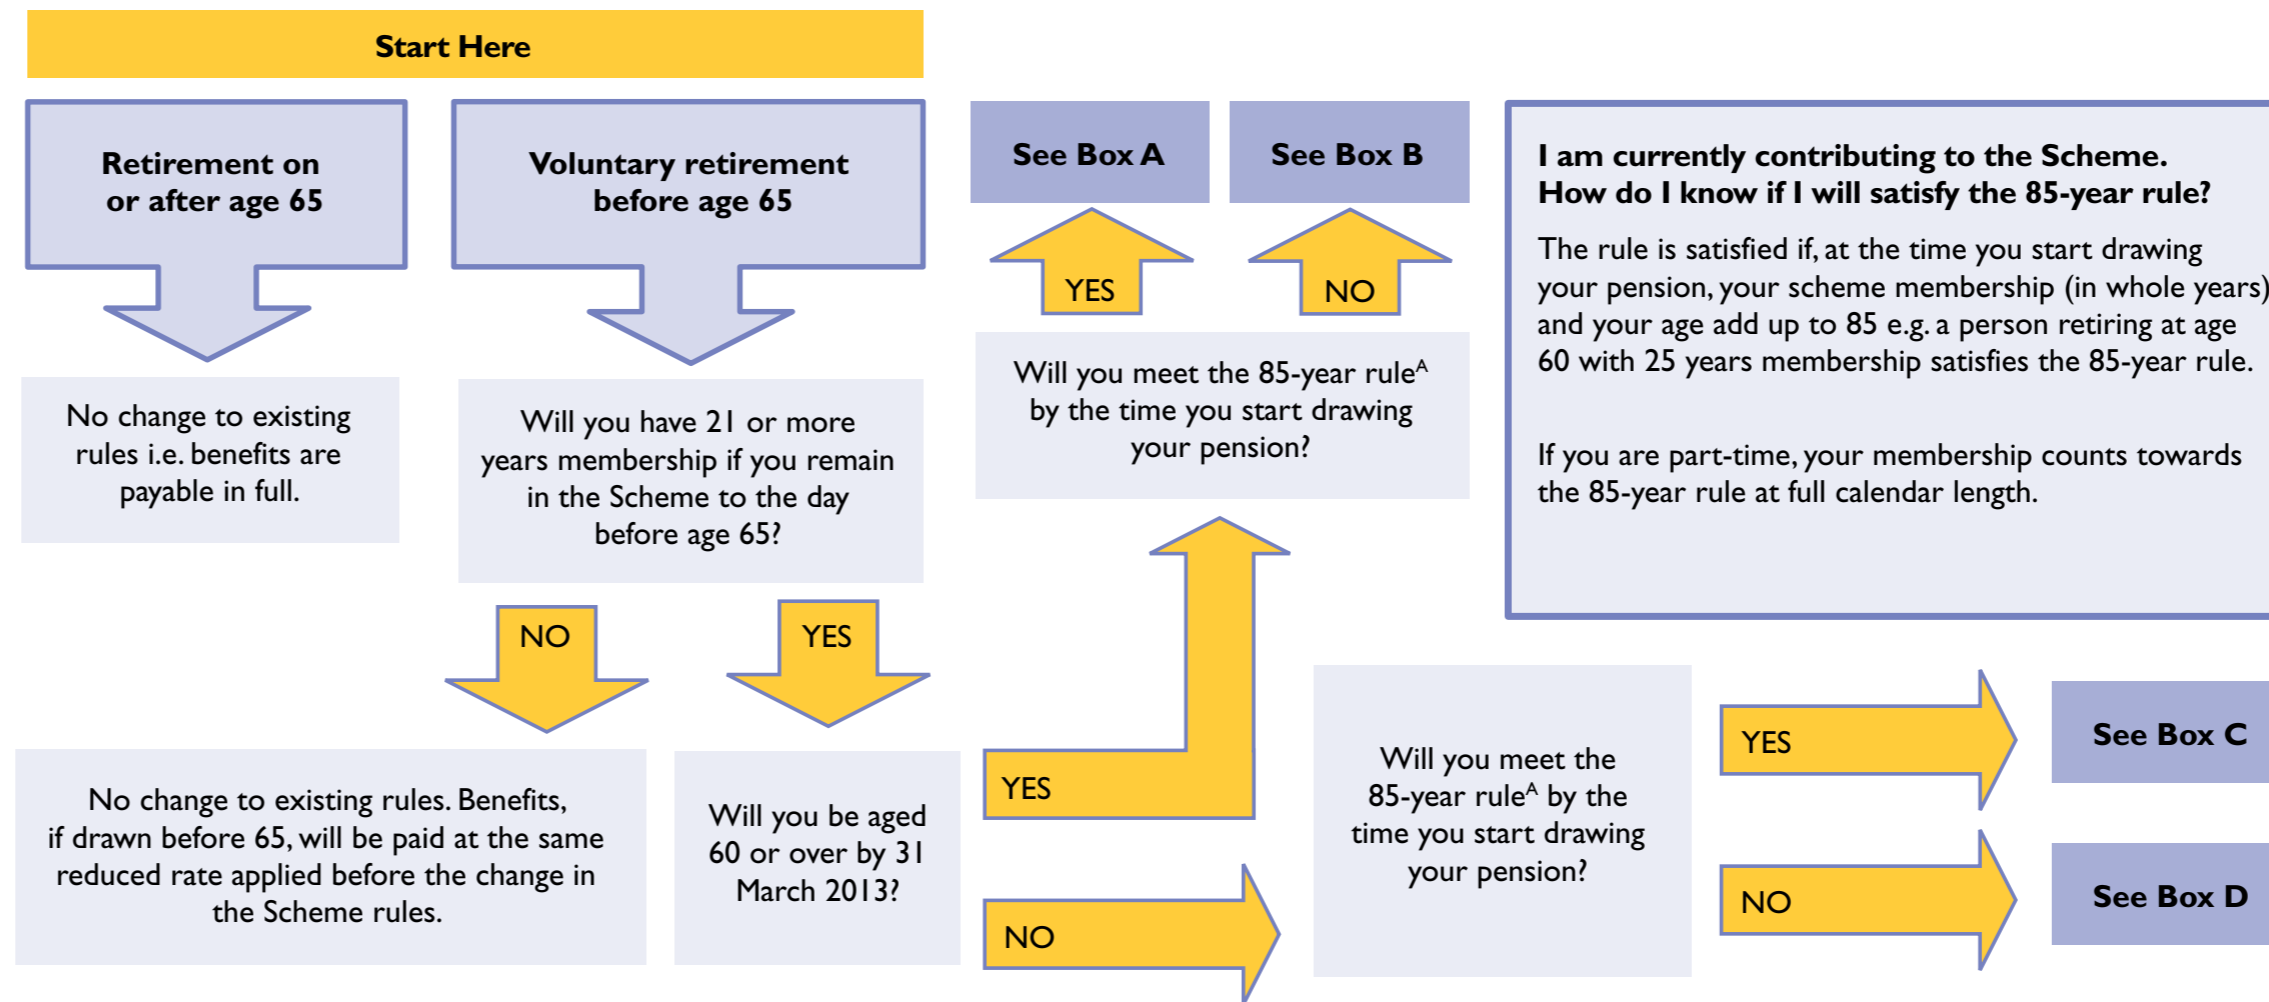 Start Here
Retirement on
or after age 65
Voluntary retirement
before age 65
See Box A
See Box B
YES
NO
Will you meet the 85-year ruleᴬ
by the time you start drawing
your pension?
I am currently contributing to the Scheme.
How do I know if I will satisfy the 85-year rule?
The rule is satisfied if, at the time you start drawing
your pension, your scheme membership (in whole years)
and your age add up to 85 e.g. a person retiring at age
60 with 25 years membership satisfies the 85-year rule.
If you are part-time, your membership counts towards
the 85-year rule at full calendar length.
No change to existing
rules i.e. benefits are
payable in full.
Will you have 21 or more
years membership if you remain
in the Scheme to the day
before age 65?
NO
YES
No change to existing rules. Benefits,
if drawn before 65, will be paid at the same
reduced rate applied before the change in
the Scheme rules.
Will you be aged
60 or over by 31
March 2013?
YES
NO
Will you meet the
85-year ruleᴬ by the
time you start drawing
your pension?
YES
See Box C
NO
See Box D